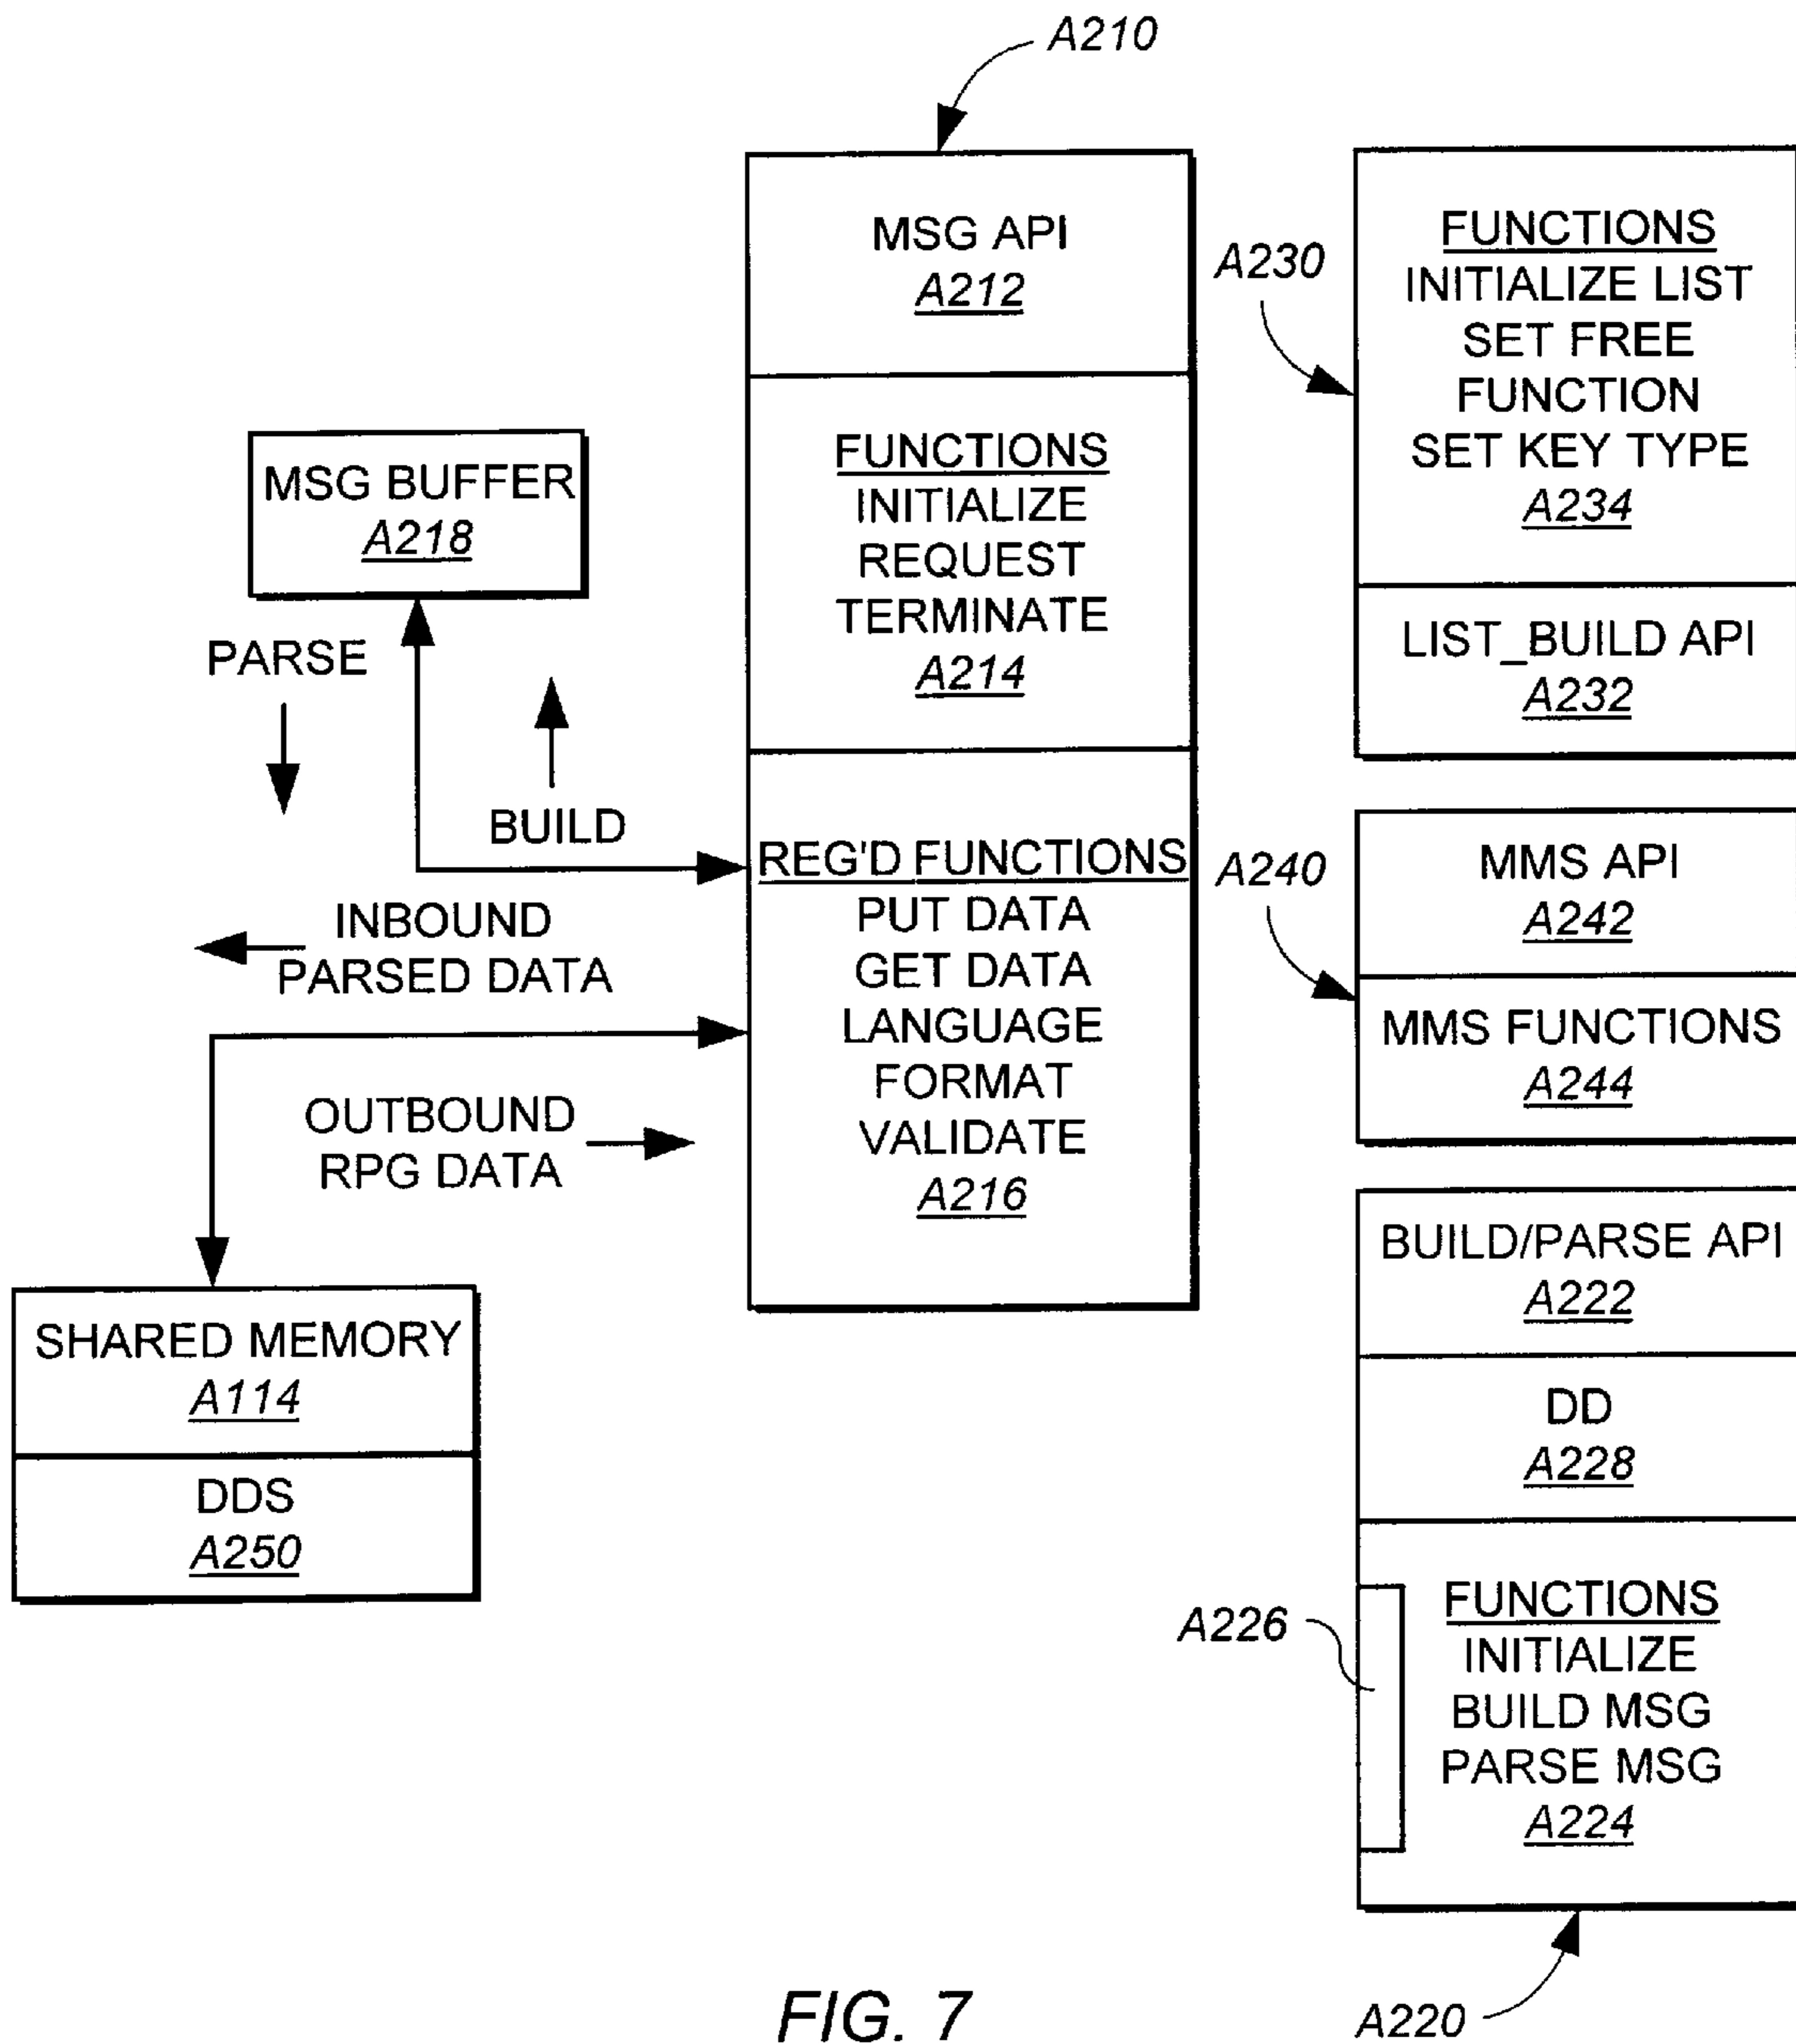 A210
MSG API
A212
FUNCTIONS
INITIALIZE
REQUEST
TERMINATE
A214
REG'D FUNCTIONS
PUT DATA
GET DATA
LANGUAGE
FORMAT
VALIDATE
A216
MSG BUFFER
A218
PARSE
BUILD
INBOUND
PARSED DATA
OUTBOUND
RPG DATA
SHARED MEMORY
A114
DDS
A250
A230
FUNCTIONS
INITIALIZE LIST
SET FREE
FUNCTION
SET KEY TYPE
A234
LIST_BUILD API
A232
A240
MMS API
A242
MMS FUNCTIONS
A244
BUILD/PARSE API
A222
DD
A228
A226
FUNCTIONS
INITIALIZE
BUILD MSG
PARSE MSG
A224
A220
FIG. 7